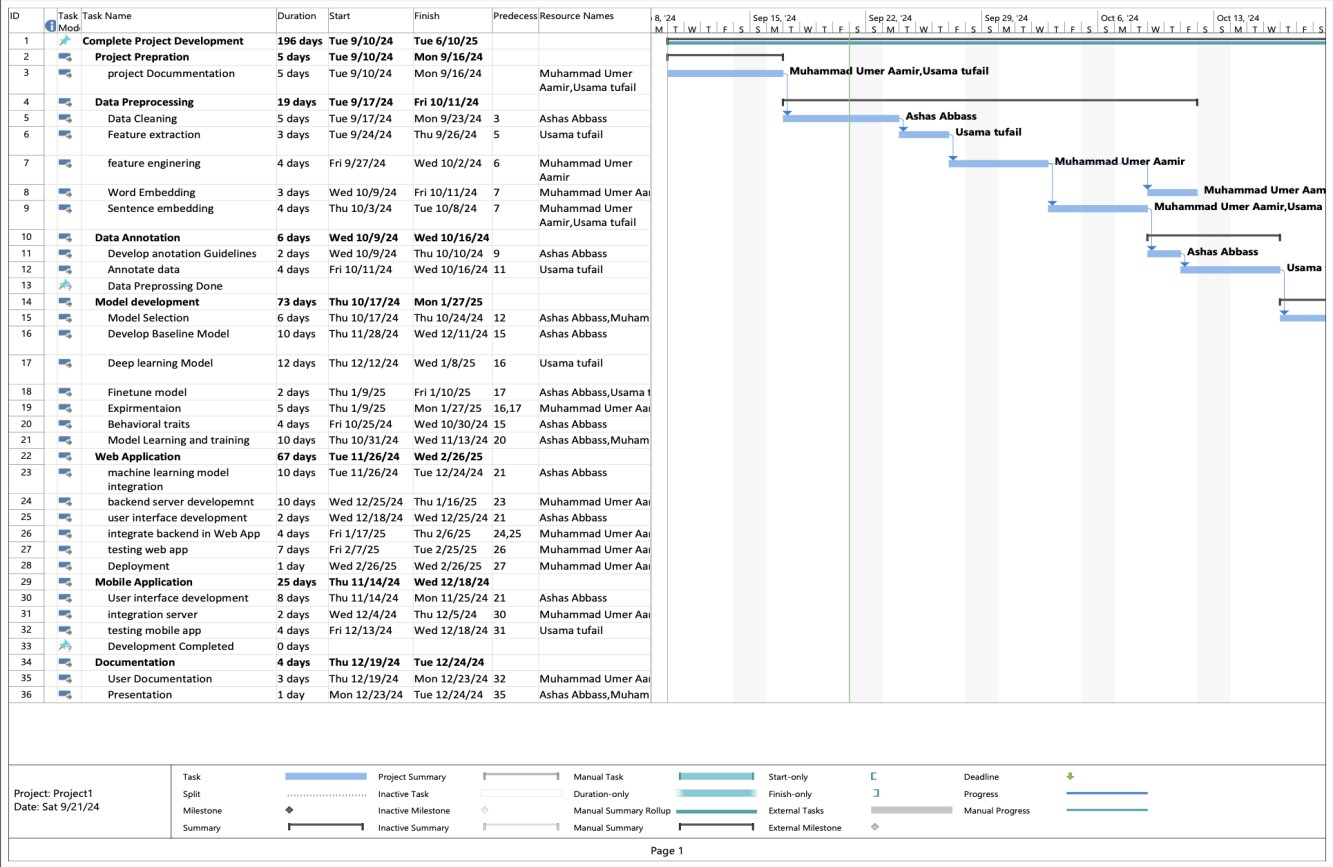 ID Task Mode Task Name Duration Start Finish Predecess Resource Names 8, '24 Sep 15, '24 Sep 22, '24 Sep 29, '24 Oct 6, '24 Oct 13, '24
M T W T F S S M T W T F S S M T W T F S S M T W T F S S M T W T F S S M T W T F S
1 Complete Project Development 196 days Tue 9/10/24 Tue 6/10/25
2 Project Prepration 5 days Tue 9/10/24 Mon 9/16/24
3 project Docummentation 5 days Tue 9/10/24 Mon 9/16/24 Muhammad Umer Aamir,Usama tufail Muhammad Umer Aamir,Usama tufail
4 Data Preprocessing 19 days Tue 9/17/24 Fri 10/11/24
5 Data Cleaning 5 days Tue 9/17/24 Mon 9/23/24 3 Ashas Abbass Ashas Abbass
6 Feature extraction 3 days Tue 9/24/24 Thu 9/26/24 5 Usama tufail Usama tufail
7 feature enginering 4 days Fri 9/27/24 Wed 10/2/24 6 Muhammad Umer Aamir Muhammad Umer Aamir
8 Word Embedding 3 days Wed 10/9/24 Fri 10/11/24 7 Muhammad Umer Aai Muhammad Umer Aam
9 Sentence embedding 4 days Thu 10/3/24 Tue 10/8/24 7 Muhammad Umer Aamir,Usama tufail Muhammad Umer Aamir,Usama
10 Data Annotation 6 days Wed 10/9/24 Wed 10/16/24
11 Develop anotation Guidelines 2 days Wed 10/9/24 Thu 10/10/24 9 Ashas Abbass Ashas Abbass
12 Annotate data 4 days Fri 10/11/24 Wed 10/16/24 11 Usama tufail Usama
13 Data Preprossing Done
14 Model development 73 days Thu 10/17/24 Mon 1/27/25
15 Model Selection 6 days Thu 10/17/24 Thu 10/24/24 12 Ashas Abbass,Muham
16 Develop Baseline Model 10 days Thu 11/28/24 Wed 12/11/24 15 Ashas Abbass
17 Deep learning Model 12 days Thu 12/12/24 Wed 1/8/25 16 Usama tufail
18 Finetune model 2 days Thu 1/9/25 Fri 1/10/25 17 Ashas Abbass,Usama t
19 Expirmentaion 5 days Thu 1/9/25 Mon 1/27/25 16,17 Muhammad Umer Aai
20 Behavioral traits 4 days Fri 10/25/24 Wed 10/30/24 15 Ashas Abbass
21 Model Learning and training 10 days Thu 10/31/24 Wed 11/13/24 20 Ashas Abbass,Muham
22 Web Application 67 days Tue 11/26/24 Wed 2/26/25
23 machine learning model integration 10 days Tue 11/26/24 Tue 12/24/24 21 Ashas Abbass
24 backend server developemnt 10 days Wed 12/25/24 Thu 1/16/25 23 Muhammad Umer Aai
25 user interface development 2 days Wed 12/18/24 Wed 12/25/24 21 Ashas Abbass
26 integrate backend in Web App 4 days Fri 1/17/25 Thu 2/6/25 24,25 Muhammad Umer Aai
27 testing web app 7 days Fri 2/7/25 Tue 2/25/25 26 Muhammad Umer Aai
28 Deployment 1 day Wed 2/26/25 Wed 2/26/25 27 Muhammad Umer Aai
29 Mobile Application 25 days Thu 11/14/24 Wed 12/18/24
30 User interface development 8 days Thu 11/14/24 Mon 11/25/24 21 Ashas Abbass
31 integration server 2 days Wed 12/4/24 Thu 12/5/24 30 Muhammad Umer Aai
32 testing mobile app 4 days Fri 12/13/24 Wed 12/18/24 31 Usama tufail
33 Development Completed 0 days
34 Documentation 4 days Thu 12/19/24 Tue 12/24/24
35 User Documentation 3 days Thu 12/19/24 Mon 12/23/24 32 Muhammad Umer Aai
36 Presentation 1 day Mon 12/23/24 Tue 12/24/24 35 Ashas Abbass,Muham
Project: Project1
Date: Sat 9/21/24
Task Project Summary Manual Task Start-only Deadline
Split Inactive Task Duration-only Finish-only Progress
Milestone Inactive Milestone Manual Summary Rollup External Tasks Manual Progress
Summary Inactive Summary Manual Summary External Milestone
Page 1